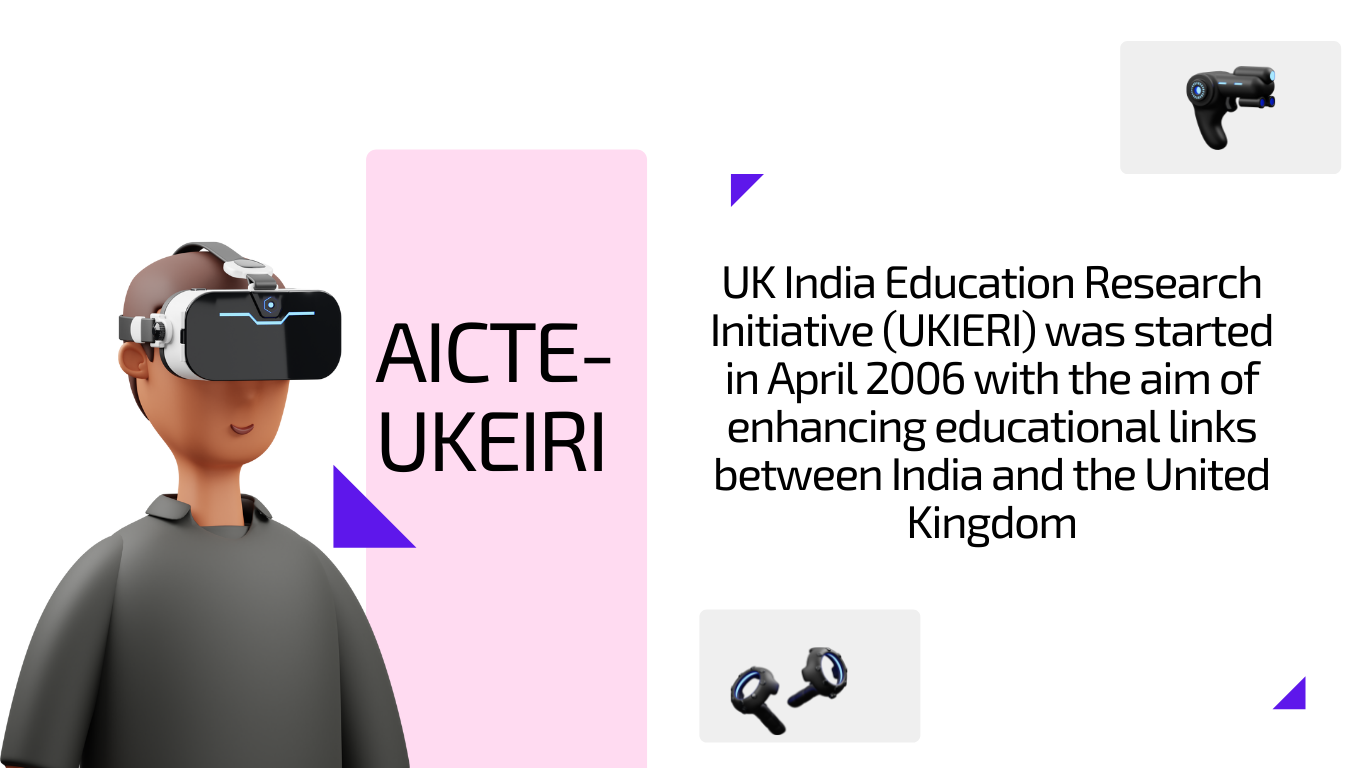 AICTE-
UKEIRI
UK India Education Research
Initiative (UKIERI) was started
in April 2006 with the aim of
enhancing educational links
between India and the United
Kingdom